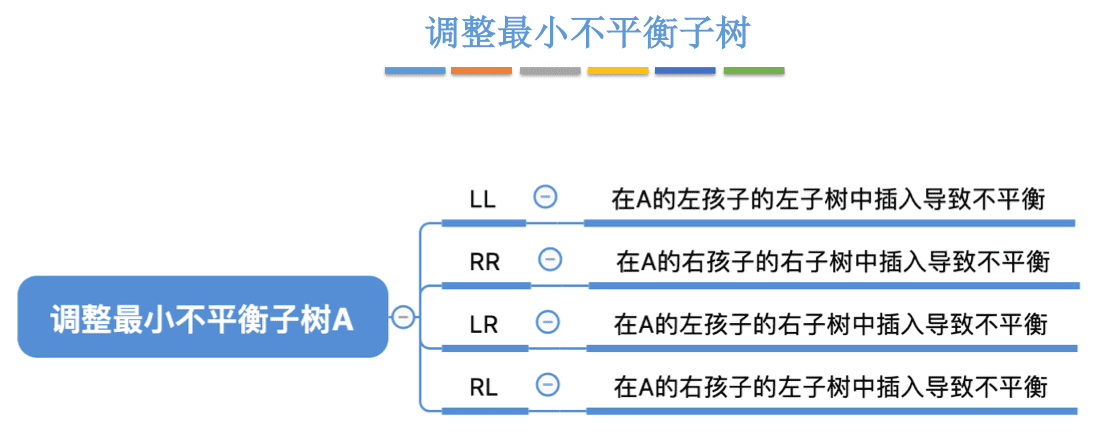 调整最小不平衡子树
LL 在A的左孩子的左子树中插入导致不平衡
RR 在A的右孩子的右子树中插入导致不平衡
调整最小不平衡子树A
LR 在A的左孩子的右子树中插入导致不平衡
RL 在A的右孩子的左子树中插入导致不平衡